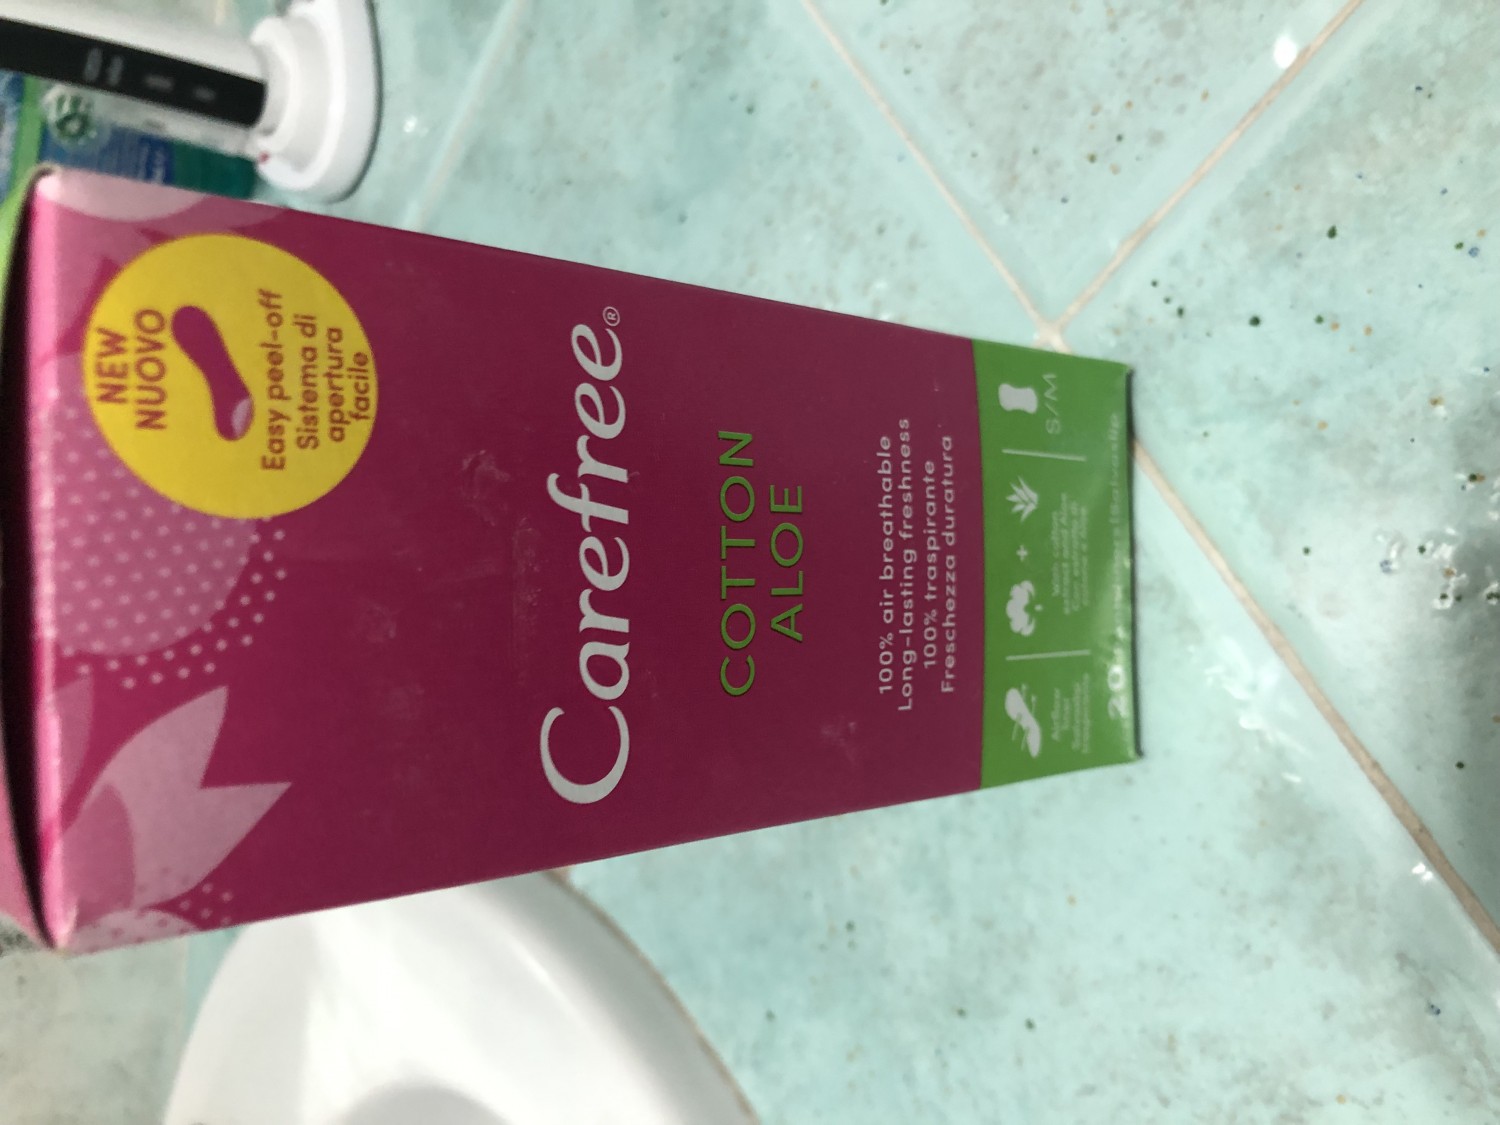 NEW
NUOVO
Easy peel-off
Sistema di
apertura
facile
Carefree®
COTTON
ALOE
100% air breathable
Long-lasting freshness
100% traspirante
Freschezza duratura
+
S/M
20